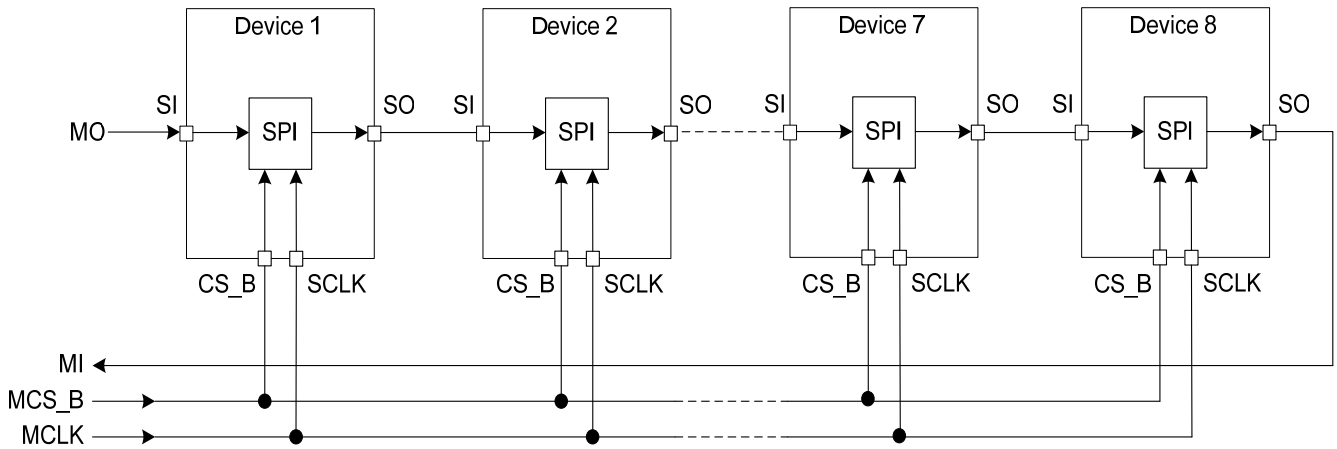 Device 1 Device 2 Device 7 Device 8
SI SO SI SO SI SO SI SO
MO SPI SPI SPI SPI
CS_B SCLK CS_B SCLK CS_B SCLK CS_B SCLK
MI
MCS_B
MCLK